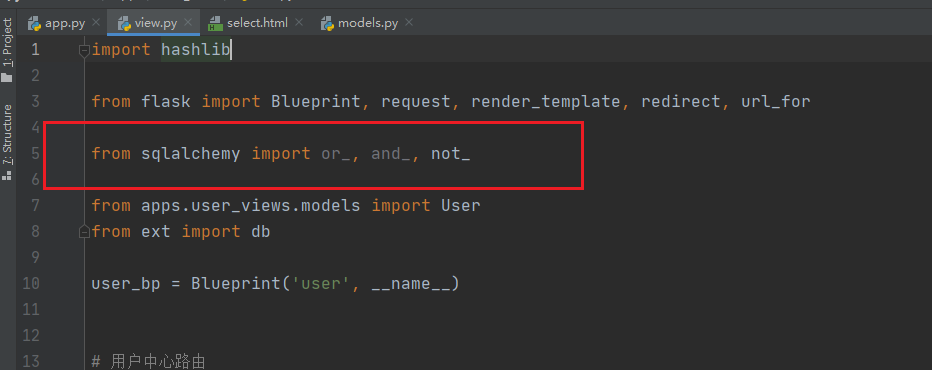 app.py
view.py
select.html
models.py
1: Project
7: Structure
1 import hashlib
2
3 from flask import Blueprint, request, render_template, redirect, url_for
4
5 from sqlalchemy import or_, and_, not_
6
7 from apps.user_views.models import User
8 from ext import db
9
10 user_bp = Blueprint('user', __name__)
11
12
13 # 用户中心路由